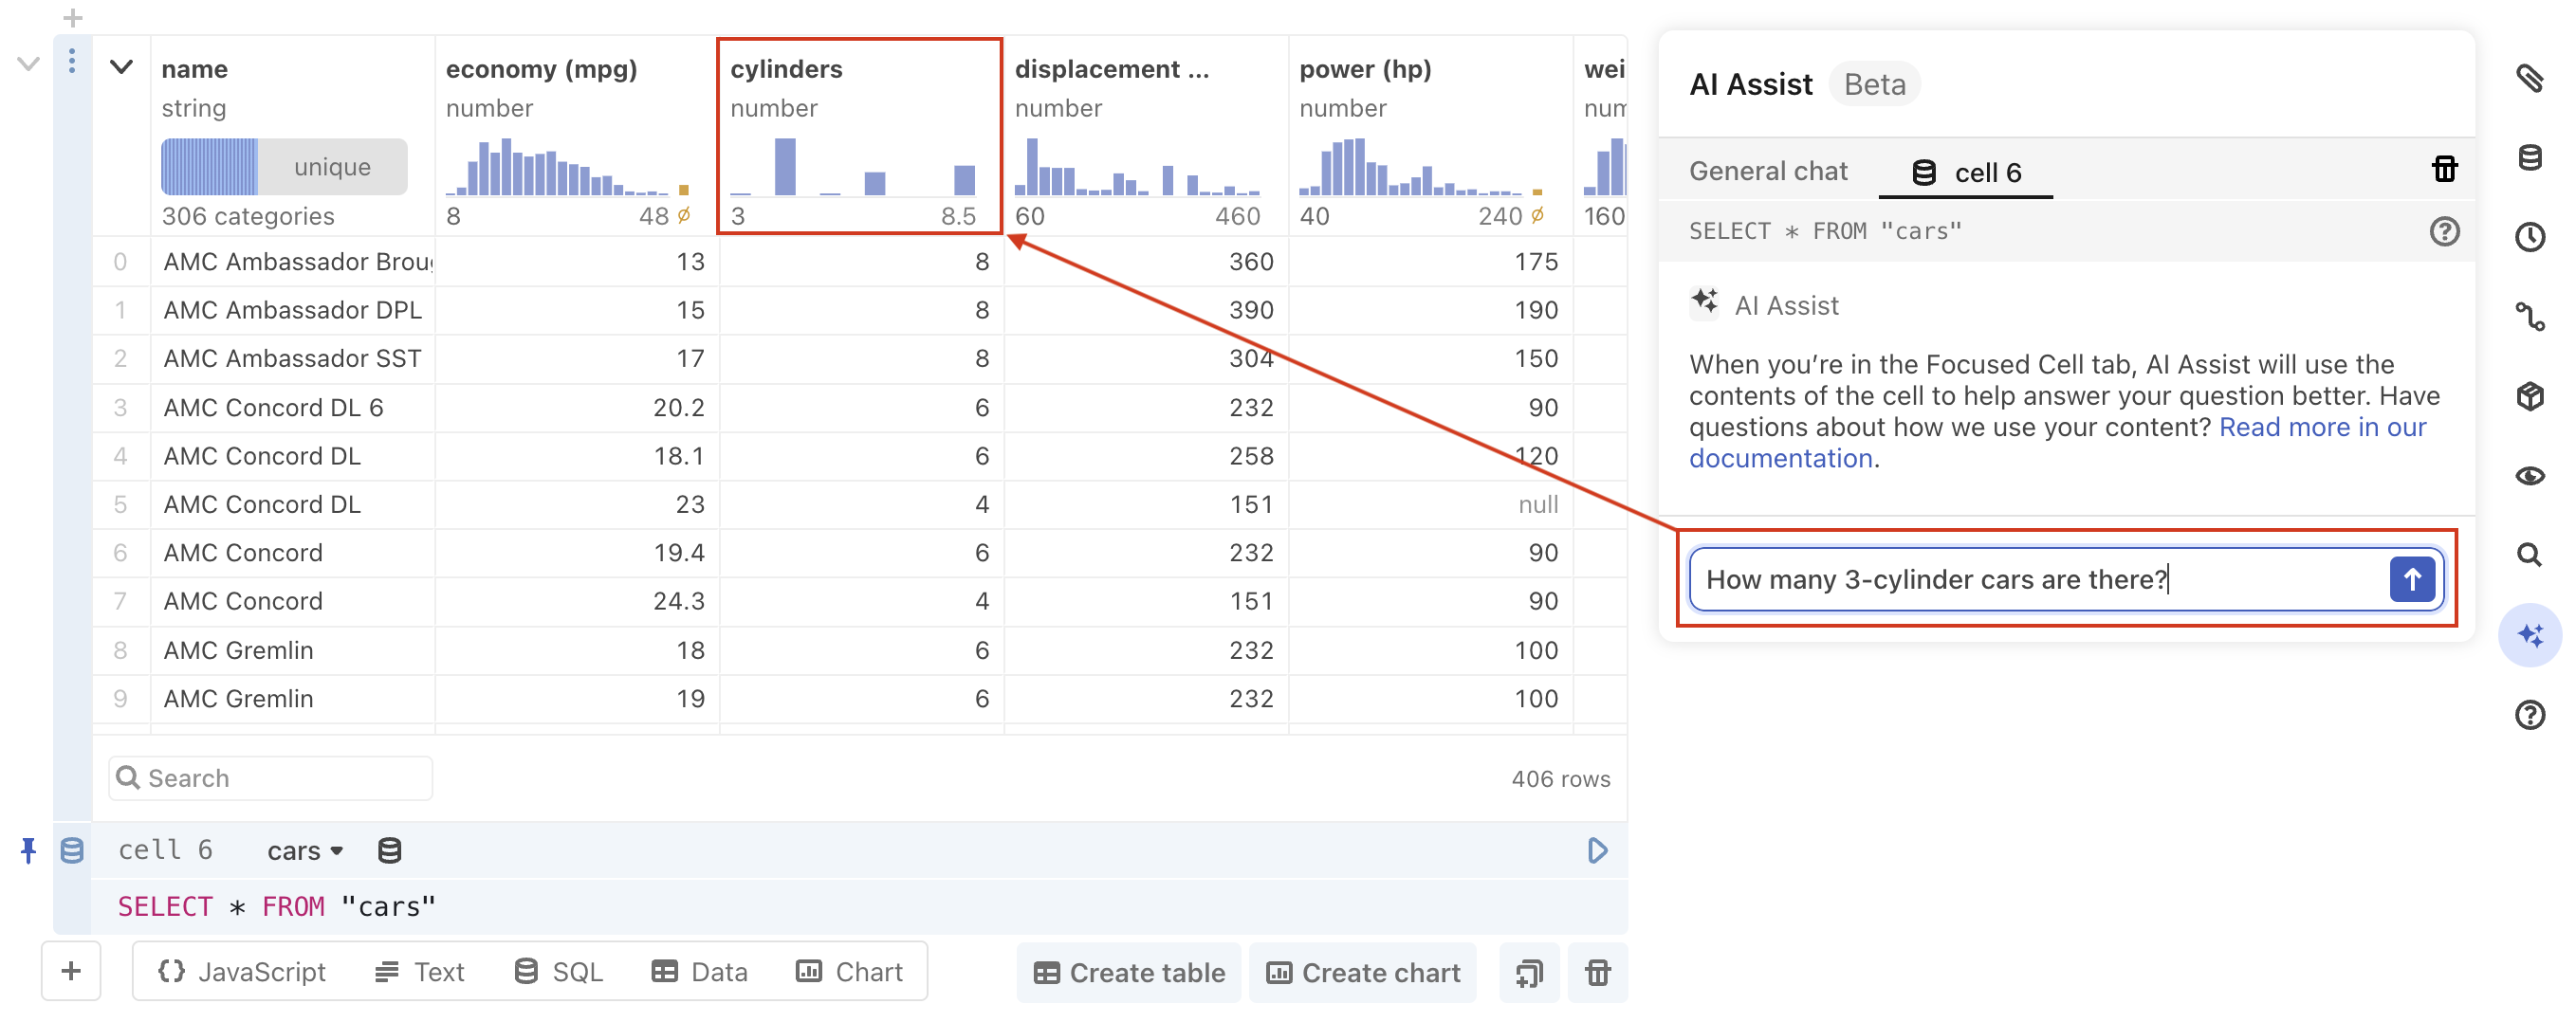 name
string
unique
306 categories
economy (mpg)
number
8
48 ∅
cylinders
number
3
8.5
displacement ...
number
60
460
power (hp)
number
40
240 ∅
wei
num
160
0 AMC Ambassador Broug 13 8 360 175
1 AMC Ambassador DPL 15 8 390 190
2 AMC Ambassador SST 17 8 304 150
3 AMC Concord DL 6 20.2 6 232 90
4 AMC Concord DL 18.1 6 258 120
5 AMC Concord DL 23 4 151 null
6 AMC Concord 19.4 6 232 90
7 AMC Concord 24.3 4 151 90
8 AMC Gremlin 18 6 232 100
9 AMC Gremlin 19 6 232 100
Search
406 rows
cell 6 cars
SELECT * FROM "cars"
+ JavaScript Text SQL Data Chart
Create table Create chart
AI Assist Beta
General chat cell 6
SELECT * FROM "cars"
AI Assist
When you’re in the Focused Cell tab, AI Assist will use the
contents of the cell to help answer your question better. Have
questions about how we use your content? Read more in our
documentation.
How many 3-cylinder cars are there?